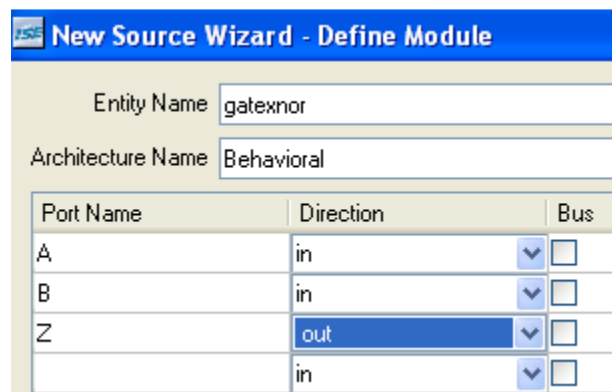 ISE New Source Wizard - Define Module
Entity Name gatexnor
Architecture Name Behavioral
Port Name Direction Bus
A in
B in
Z out
in